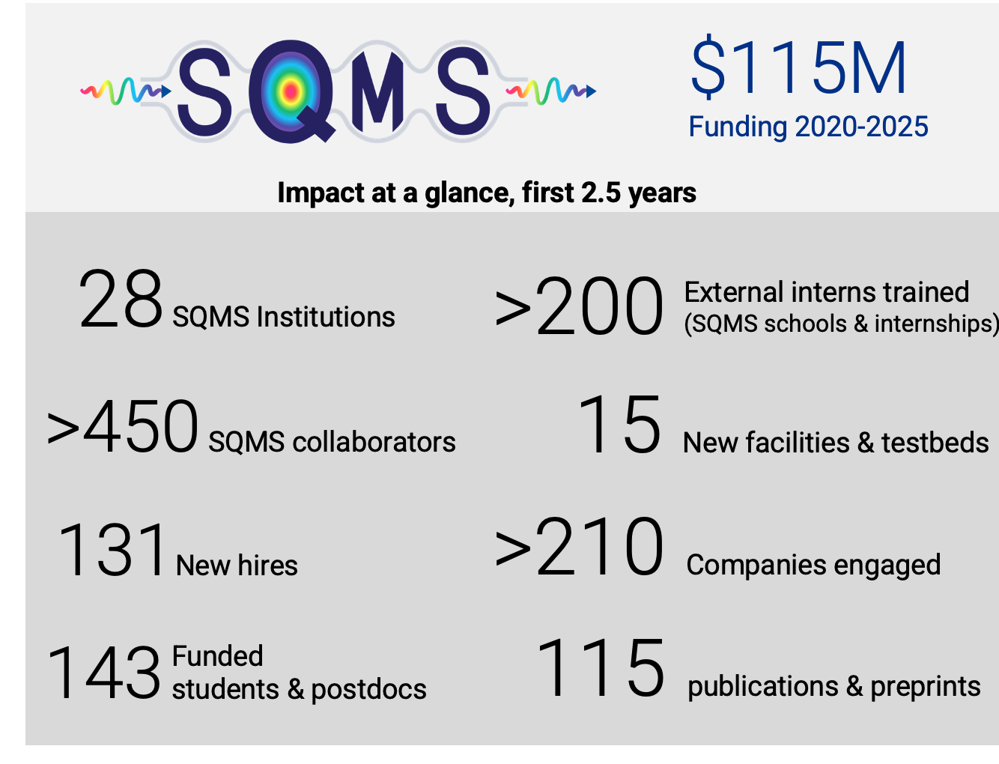 SQMS
$115M
Funding 2020-2025
Impact at a glance, first 2.5 years
28 SQMS Institutions
>200 External interns trained
(SQMS schools & internships)
>450 SQMS collaborators
15 New facilities & testbeds
131 New hires
>210 Companies engaged
143 Funded
students & postdocs
115 publications & preprints